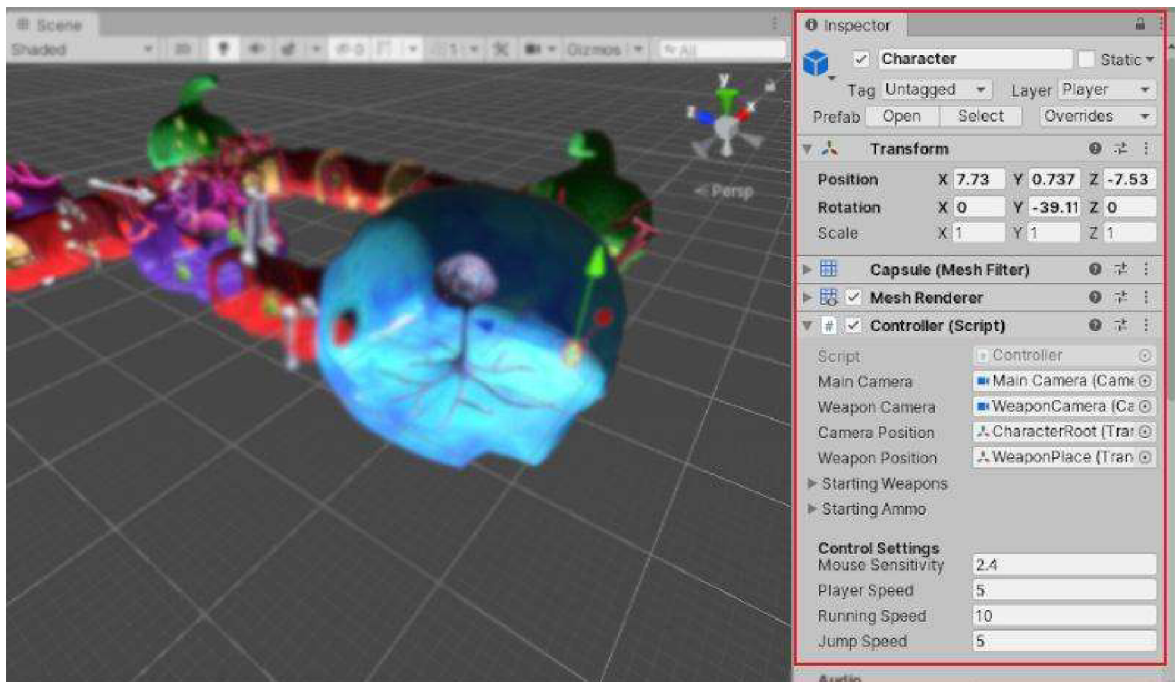 Scene
Shaded
2D
Gizmos
All
y
x
z
Persp
Inspector
Character Static
Tag Untagged Layer Player
Prefab Open Select Overrides
Transform
Position X 7.73 Y 0.737 Z -7.53
Rotation X 0 Y -39.11 Z 0
Scale X 1 Y 1 Z 1
Capsule (Mesh Filter)
Mesh Renderer
# Controller (Script)
Script Controller
Main Camera Main Camera (Came
Weapon Camera WeaponCamera (Ca
Camera Position CharacterRoot (Trar
Weapon Position WeaponPlace (Tran
Starting Weapons
Starting Ammo
Control Settings
Mouse Sensitivity 2.4
Player Speed 5
Running Speed 10
Jump Speed 5
Audio